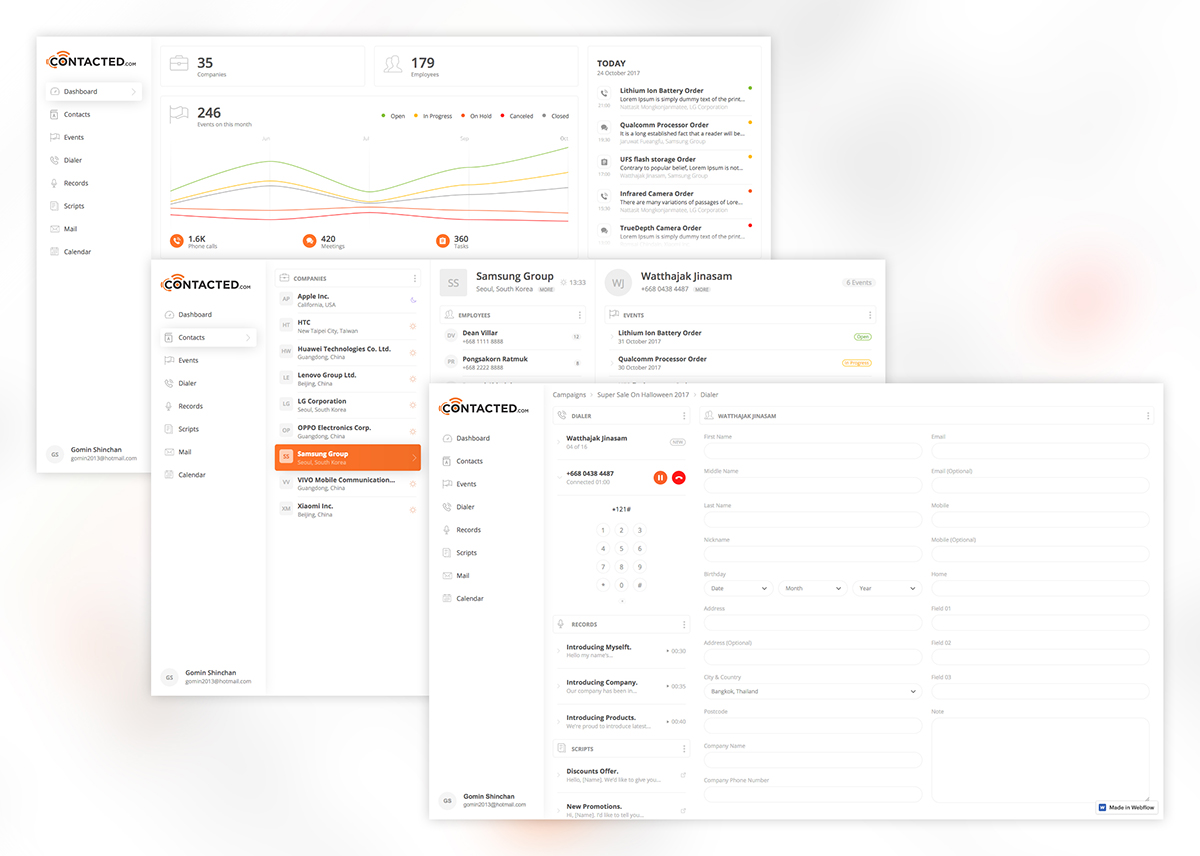 CONTACTED.COM
Dashboard
Contacts
Events
Dialer
Records
Scripts
Mail
Calendar
GS
Gomin Shinchan
gomin2013@hotmail.com
35
Companies
179
Employees
246
Events on this month
Open
In Progress
On Hold
Canceled
Closed
Jun
Jul
Sep
Oct
1.6K
Phone calls
420
Meetings
360
Tasks
TODAY
24 October 2017
Lithium Ion Battery Order
Lorem Ipsum is simply dummy text of the print...
21:00
Nattasit Mongkonjanmatee, LG Corporation
Qualcomm Processor Order
It is a long established fact that a reader will be...
19:30
Jaruwat Fusangfu, Samsung Group
UFS flash storage Order
Contrary to popular belief, Lorem Ipsum is not...
17:00
Watthajak Jinasam, Samsung Group
Infrared Camera Order
There are many variations of passages of Lore...
15:30
Nattasit Mongkonjanmatee, LG Corporation
TrueDepth Camera Order
Lorem Ipsum is simply dummy text of the print...
CONTACTED.COM
Dashboard
Contacts
Events
Dialer
Records
Scripts
Mail
Calendar
GS
Gomin Shinchan
gomin2013@hotmail.com
COMPANIES
AP
Apple Inc.
California, USA
HT
HTC
New Taipei City, Taiwan
HW
Huawei Technologies Co. Ltd.
Guangdong, China
LE
Lenovo Group Ltd.
Beijing, China
LG
LG Corporation
Seoul, South Korea
OP
OPPO Electronics Corp.
Guangdong, China
SS
Samsung Group
Seoul, South Korea
VV
VIVO Mobile Communication...
Guangdong, China
XM
Xiaomi Inc.
Beijing, China
SS
Samsung Group
Seoul, South Korea MORE
13:33
EMPLOYEES
DV
Dean Villar
+668 1111 8888
12
PR
Pongsakorn Ratmuk
+668 2222 8888
8
WJ
Watthajak Jinasam
+668 0438 4487 MORE
6 Events
EVENTS
Lithium Ion Battery Order
31 October 2017
Open
Qualcomm Processor Order
30 October 2017
In Progress
CONTACTED.COM
Dashboard
Contacts
Events
Dialer
Records
Scripts
Mail
Calendar
GS
Gomin Shinchan
gomin2013@hotmail.com
Campaigns > Super Sale On Halloween 2017 > Dialer
DIALER
Watthajak Jinasam
04 of 16
NEW
+668 0438 4487
Connected 01:00
*121#
1 2 3
4 5 6
7 8 9
* 0 #
RECORDS
Introducing Myselft.
Hello my name's...
00:30
Introducing Company.
Our company has been in...
00:35
Introducing Products.
We're proud to introduce latest...
00:40
SCRIPTS
Discounts Offer.
Hello, [Name]. We'd like to give you...
New Promotions.
Hi, [Name]. I'd like to tell you...
WATTHAJAK JINASAM
First Name
Middle Name
Last Name
Nickname
Birthday
Date
Month
Year
Address
Address (Optional)
City & Country
Bangkok, Thailand
Postcode
Company Name
Company Phone Number
Email
Email (Optional)
Mobile
Mobile (Optional)
Home
Field 01
Field 02
Field 03
Note
Made in Webflow